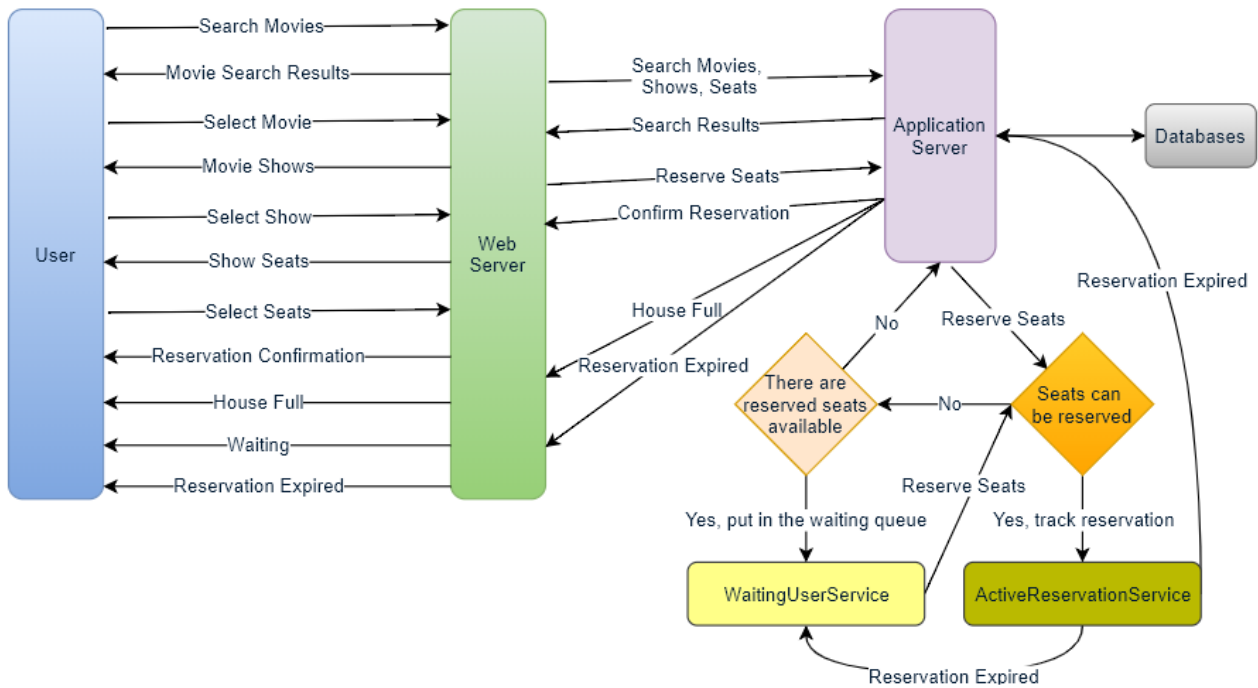 Search Movies
Movie Search Results
Select Movie
Movie Shows
Select Show
User
Show Seats
Select Seats
Reservation Confirmation
House Full
Waiting
Reservation Expired
Web
Server
Search Movies,
Shows, Seats
Search Results
Reserve Seats
Confirm Reservation
House Full
Reservation Expired
Application
Server
Databases
Reservation Expired
No
Reserve Seats
There are
reserved seats
available
No
Seats can
be reserved
Reserve Seats
Yes, put in the waiting queue
Yes, track reservation
WaitingUserService
ActiveReservationService
Reservation Expired